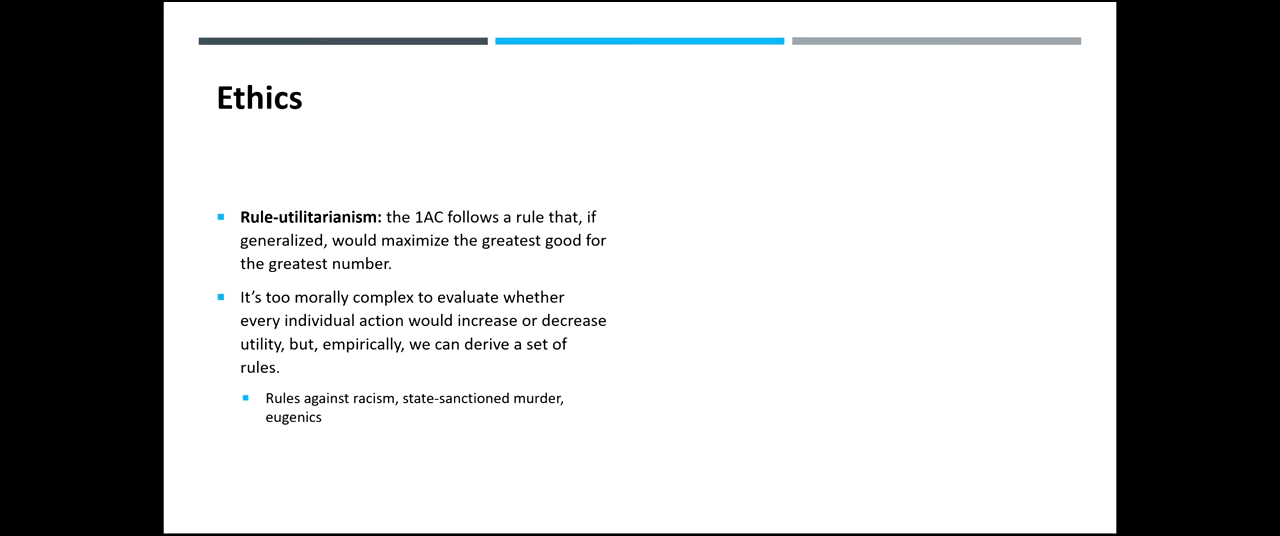 Ethics
Rule-utilitarianism: the 1AC follows a rule that, if
generalized, would maximize the greatest good for
the greatest number.
It’s too morally complex to evaluate whether
every individual action would increase or decrease
utility, but, empirically, we can derive a set of
rules.
Rules against racism, state-sanctioned murder,
eugenics